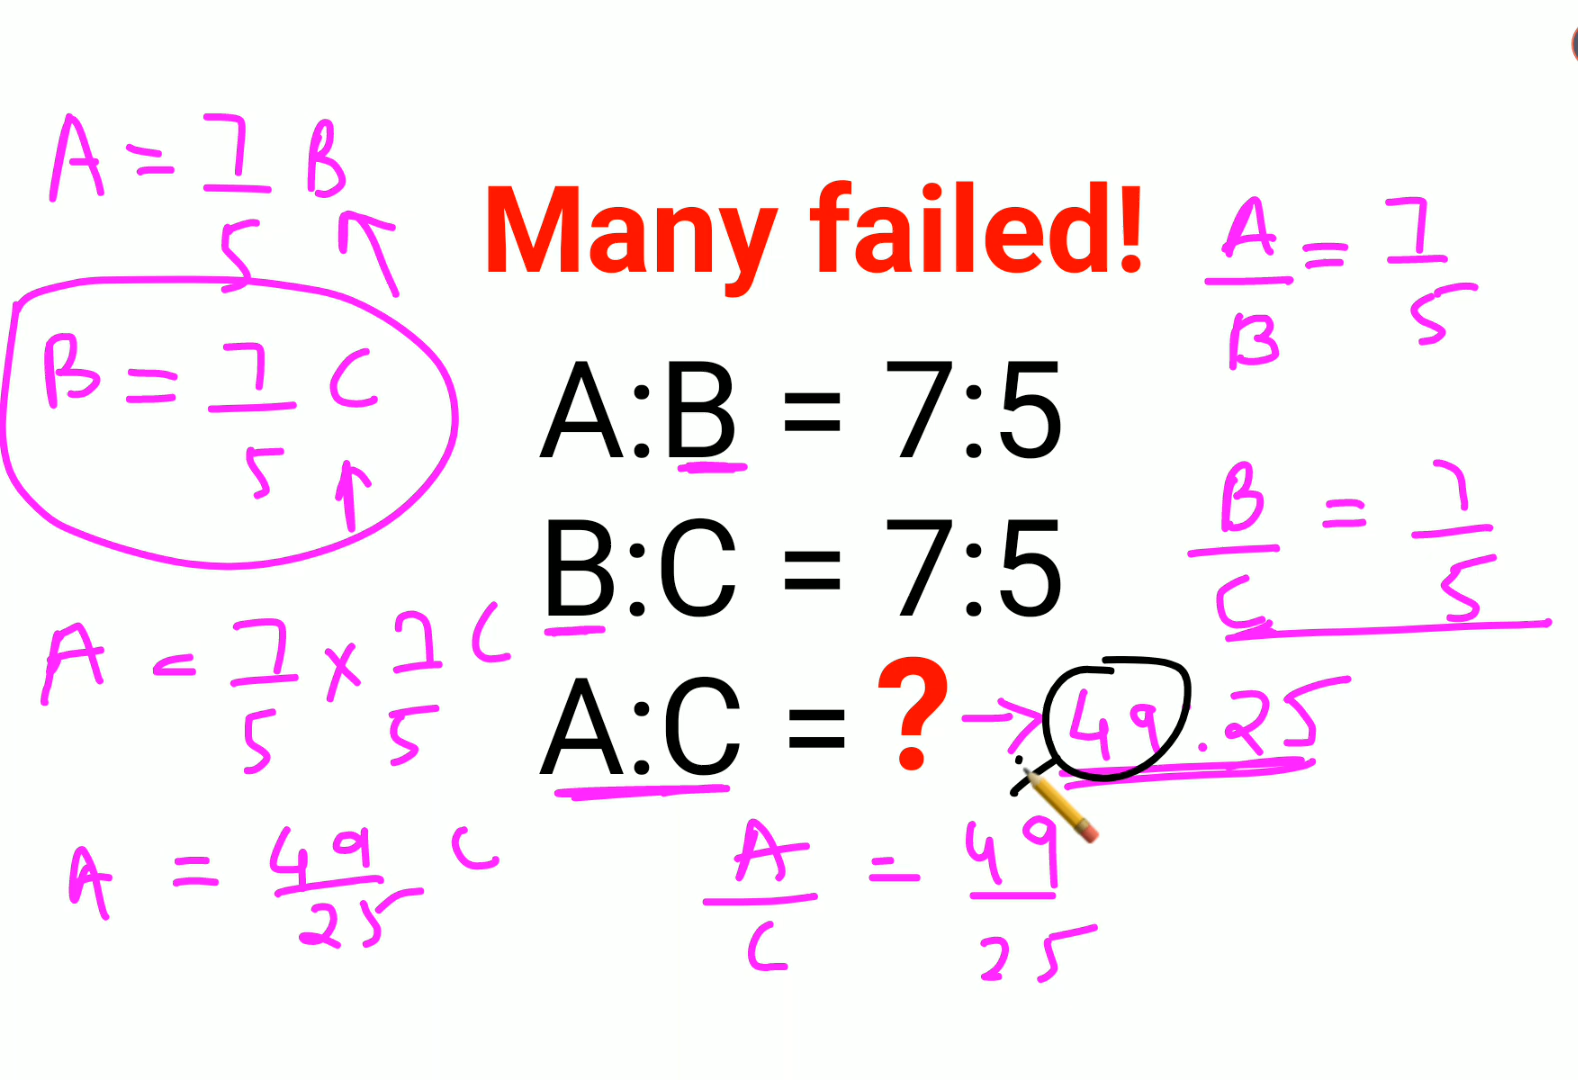 Many failed!
A:B = 7:5
B:C = 7:5
A:C = ? → 49.25
A = 7/5 B
B = 7/5 C
A = 7/5 × 7/5 C
A = 49/25 C
A/B = 7/5
B/C = 7/5
A/C = 49/25